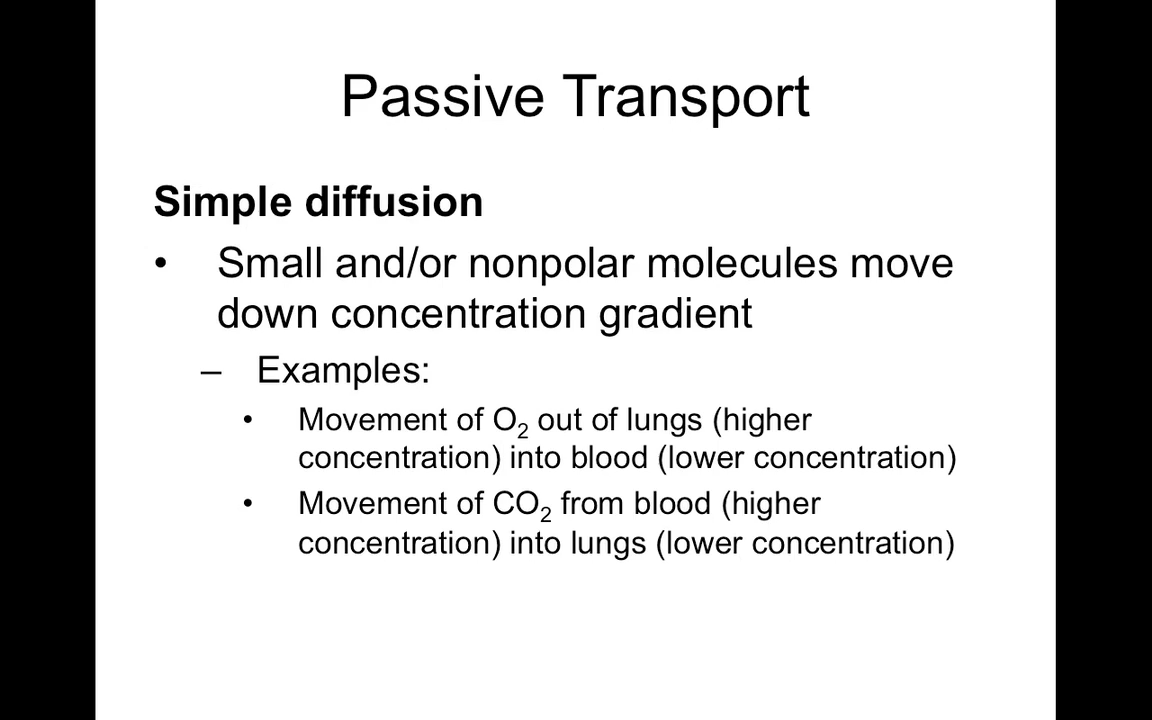 Passive Transport
Simple diffusion
• Small and/or nonpolar molecules move
down concentration gradient
– Examples:
• Movement of O₂ out of lungs (higher
concentration) into blood (lower concentration)
• Movement of CO₂ from blood (higher
concentration) into lungs (lower concentration)